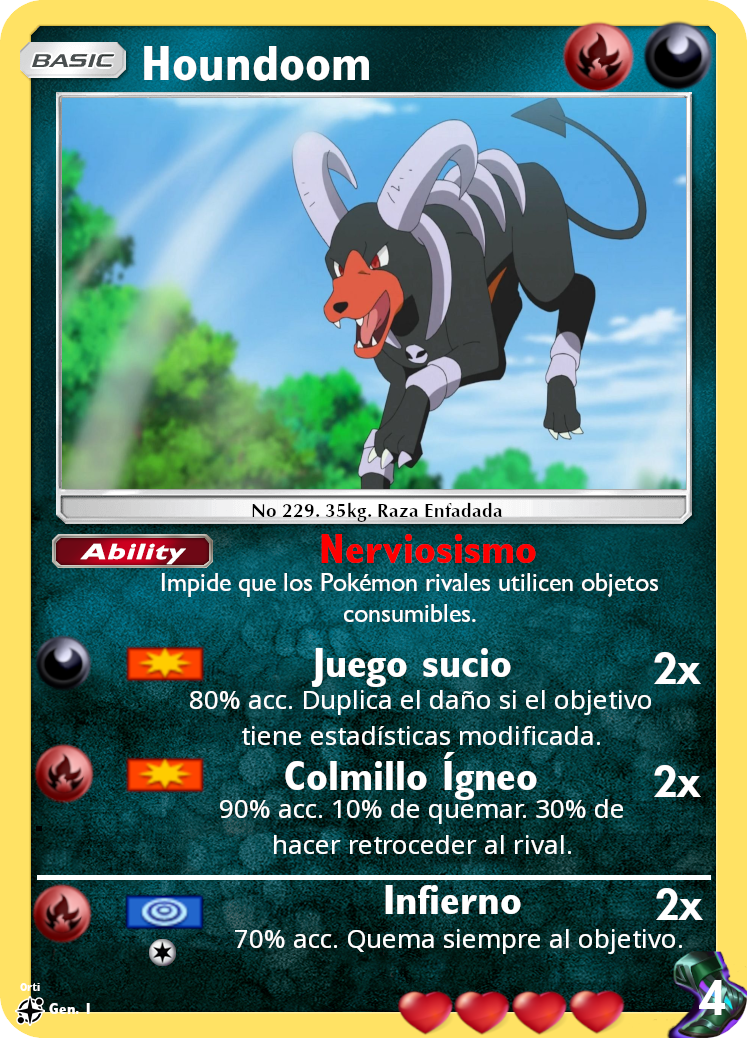 BASIC Houndoom
No 229. 35kg. Raza Enfadada
Ability Nerviosismo
Impide que los Pokémon rivales utilicen objetos
consumibles.
Juego sucio 2x
80% acc. Duplica el daño si el objetivo
tiene estadísticas modificada.
Colmillo Ígneo 2x
90% acc. 10% de quemar. 30% de
hacer retroceder al rival.
Infierno 2x
70% acc. Quema siempre al objetivo.
Orti
Gen. I
4